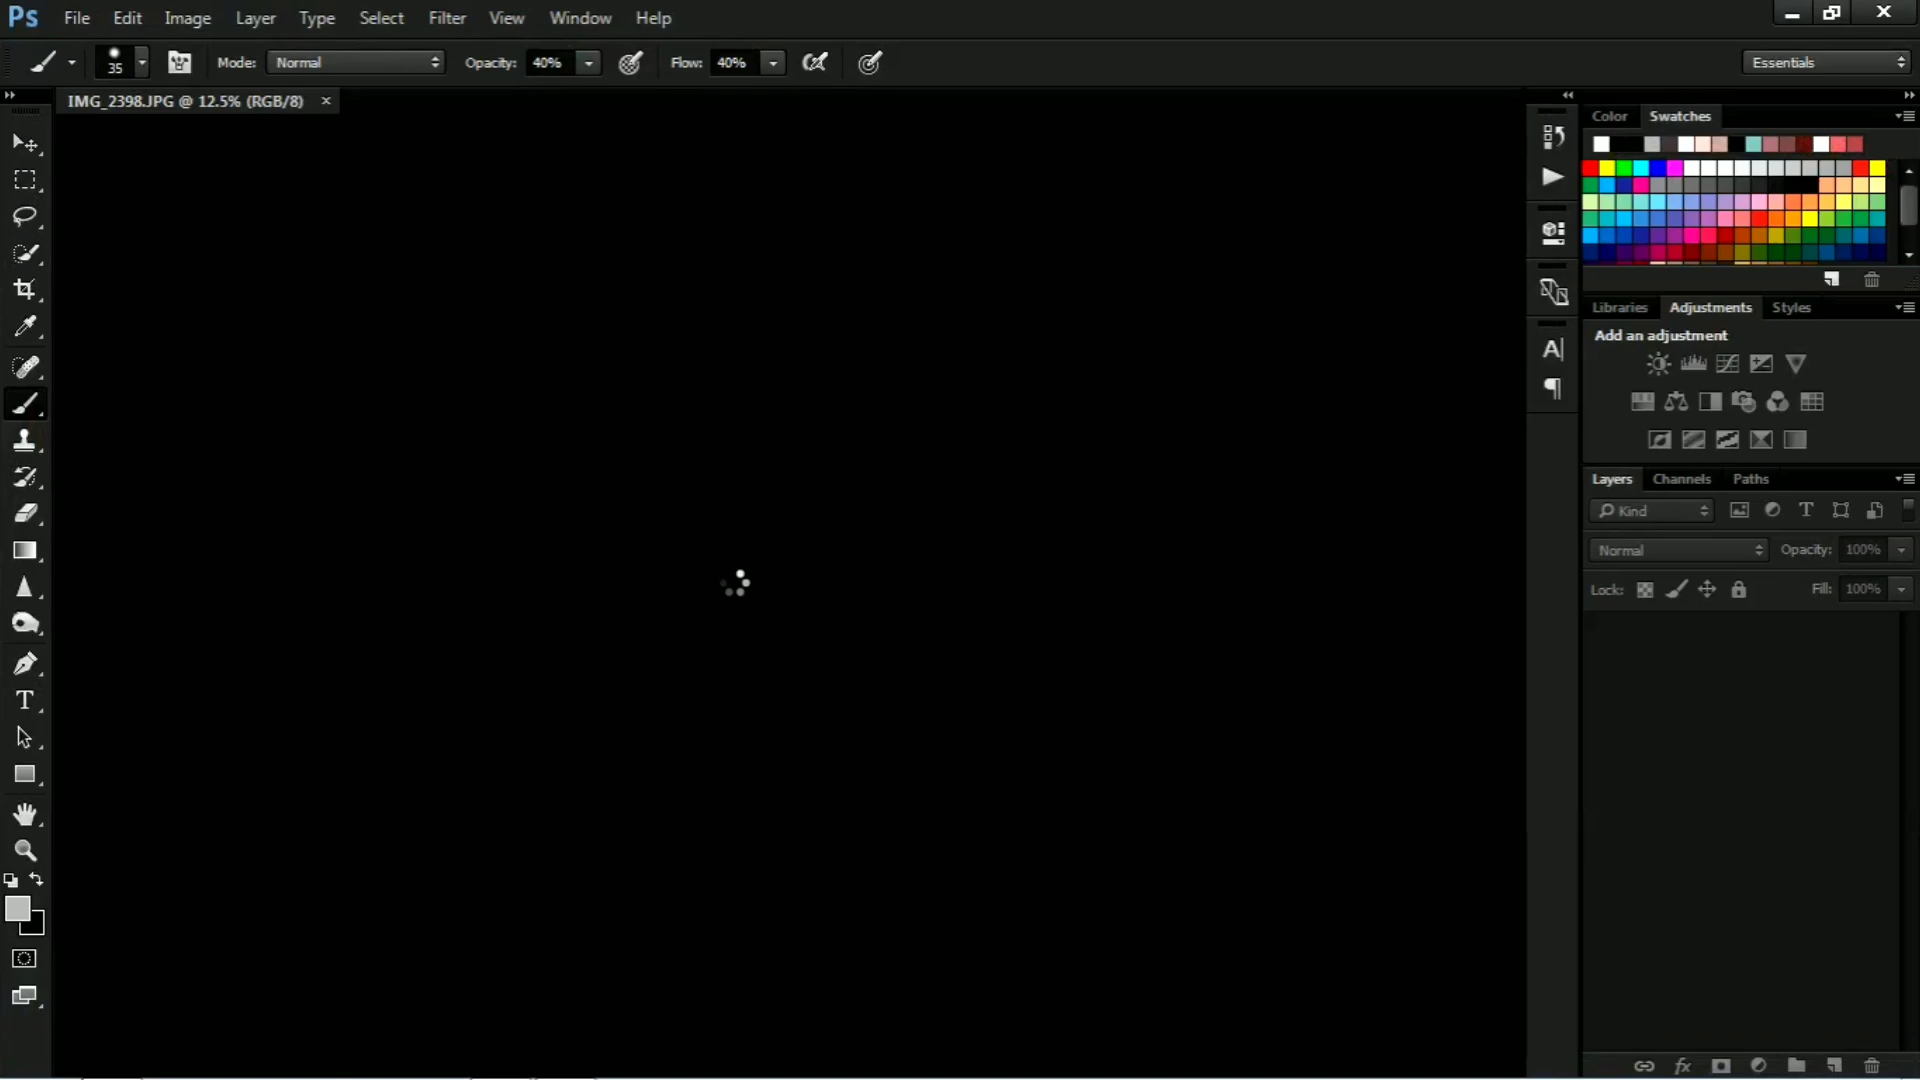 Ps File Edit Image Layer Type Select Filter View Window Help
35 Mode: Normal Opacity: 40% Flow: 40% Essentials
IMG_2398.JPG @ 12.5% (RGB/8) ×
Color Swatches
Libraries Adjustments Styles
Add an adjustment
Layers Channels Paths
Kind
Normal Opacity: 100%
Lock: Fill: 100%